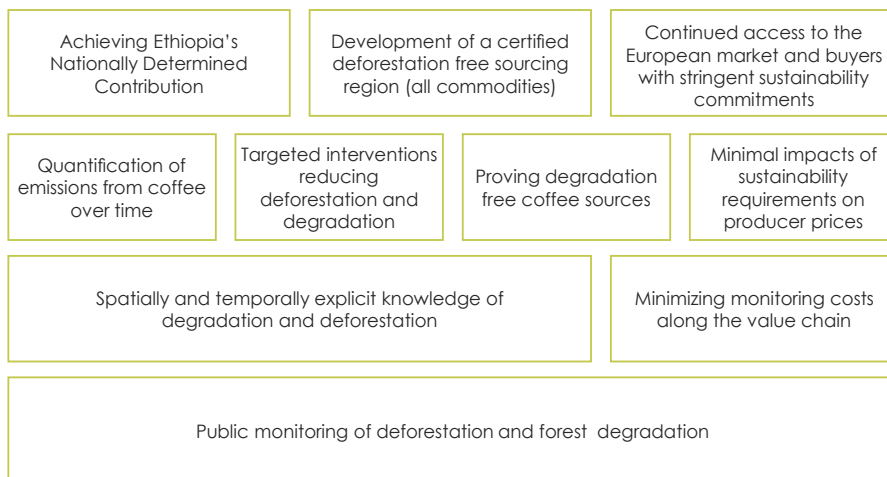 Achieving Ethiopia's
Nationally Determined
Contribution
Development of a certified
deforestation free sourcing
region (all commodities)
Continued access to the
European market and buyers
with stringent sustainability
commitments
Quantification of
emissions from coffee
over time
Targeted interventions
reducing
deforestation and
degradation
Proving degradation
free coffee sources
Minimal impacts of
sustainability
requirements on
producer prices
Spatially and temporally explicit knowledge of
degradation and deforestation
Minimizing monitoring costs
along the value chain
Public monitoring of deforestation and forest degradation